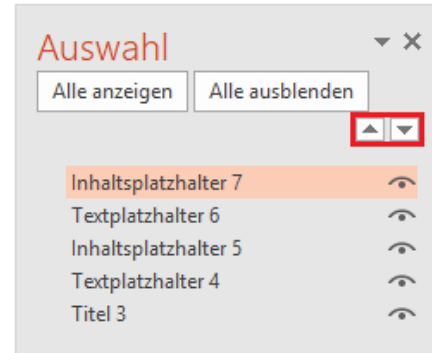 Auswahl
Alle anzeigen Alle ausblenden
Inhaltsplatzhalter 7
Textplatzhalter 6
Inhaltsplatzhalter 5
Textplatzhalter 4
Titel 3